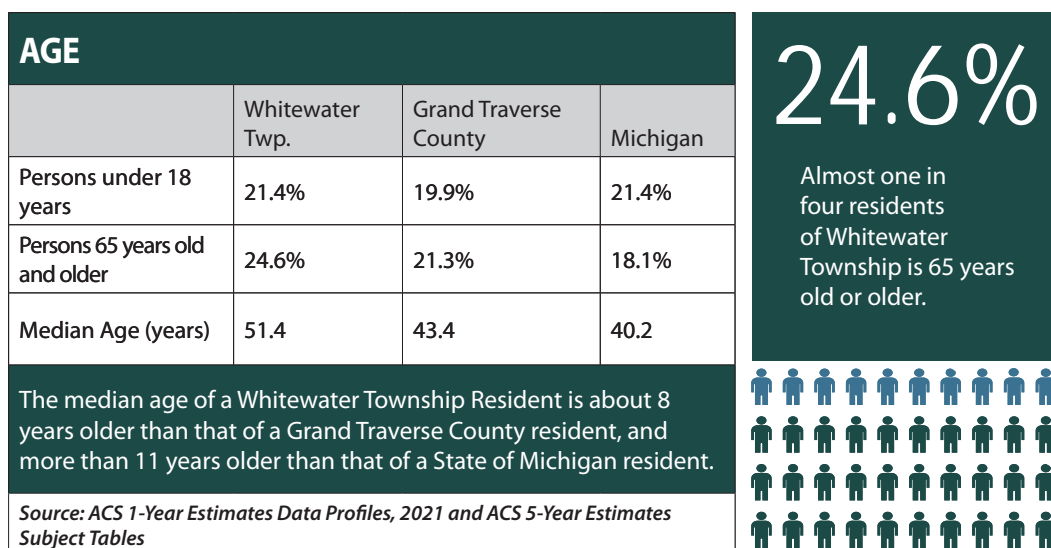 AGE
Whitewater
Twp.
Grand Traverse
County
Michigan
Persons under 18
years
21.4%
19.9%
21.4%
Persons 65 years old
and older
24.6%
21.3%
18.1%
Median Age (years)
51.4
43.4
40.2
The median age of a Whitewater Township Resident is about 8
years older than that of a Grand Traverse County resident, and
more than 11 years older than that of a State of Michigan resident.
Source: ACS 1-Year Estimates Data Profiles, 2021 and ACS 5-Year Estimates
Subject Tables
24.6%
Almost one in
four residents
of Whitewater
Township is 65 years
old or older.